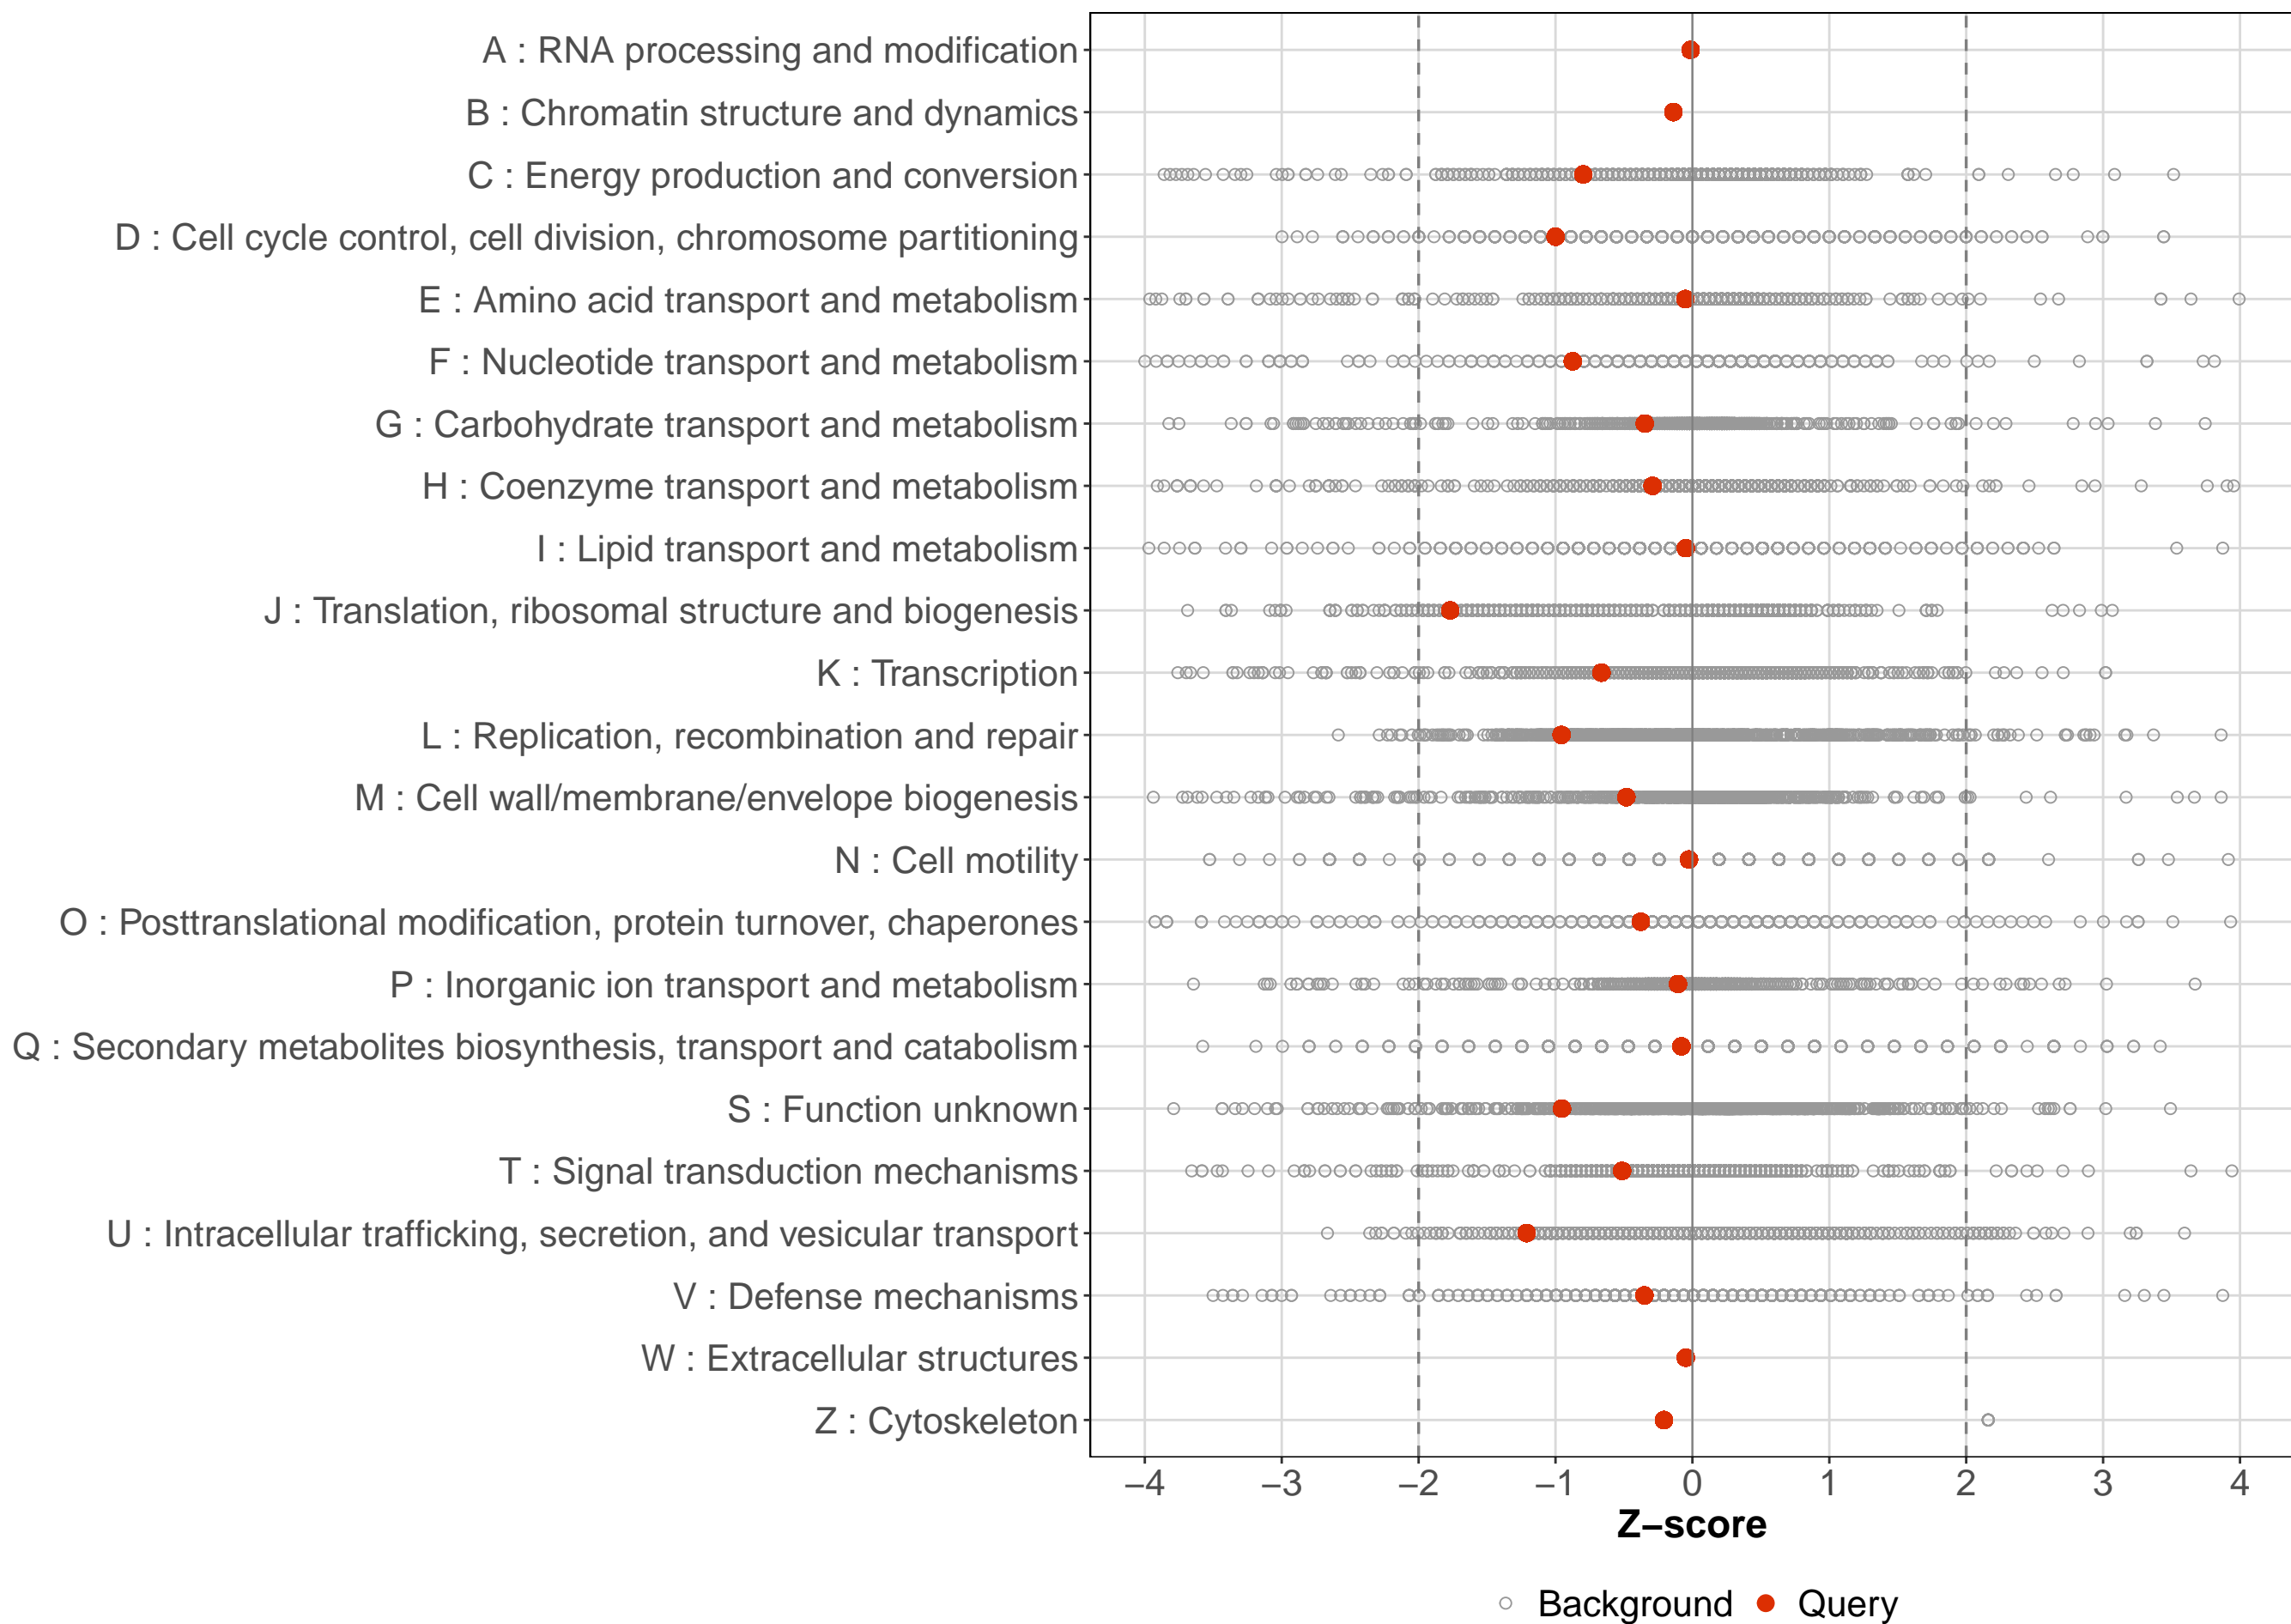 A : RNA processing and modification
B : Chromatin structure and dynamics
C : Energy production and conversion
D : Cell cycle control, cell division, chromosome partitioning
E : Amino acid transport and metabolism
F : Nucleotide transport and metabolism
G : Carbohydrate transport and metabolism
H : Coenzyme transport and metabolism
I : Lipid transport and metabolism
J : Translation, ribosomal structure and biogenesis
K : Transcription
L : Replication, recombination and repair
M : Cell wall/membrane/envelope biogenesis
N : Cell motility
O : Posttranslational modification, protein turnover, chaperones
P : Inorganic ion transport and metabolism
Q : Secondary metabolites biosynthesis, transport and catabolism
S : Function unknown
T : Signal transduction mechanisms
U : Intracellular trafficking, secretion, and vesicular transport
V : Defense mechanisms
W : Extracellular structures
Z : Cytoskeleton
−4 −3 −2 −1 0 1 2 3 4
Z−score
Background Query